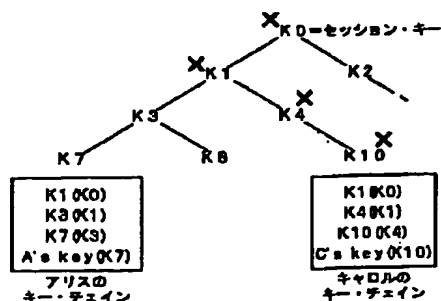 K0=セッション・キー
K1
K2
K3
K4
K7
K8
K10
K1(K0)
K3(K1)
K7(K3)
A's key(K7)
アリスの
キー・チェイン
K1(K0)
K4(K1)
K10(K4)
C's key(K10)
キャロルの
キー・チェイン